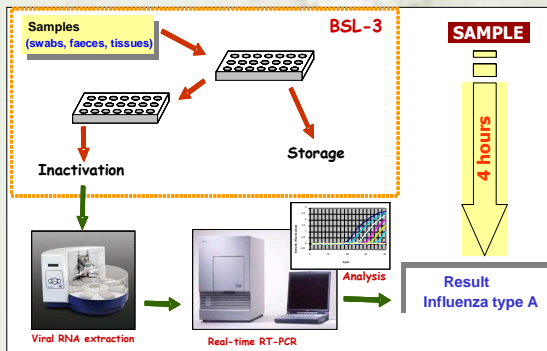 BSL-3
Samples
(swabs, faeces, tissues)
Inactivation
Storage
Viral RNA extraction
Real-time RT-PCR
Analysis
SAMPLE
4 hours
Result
Influenza type A